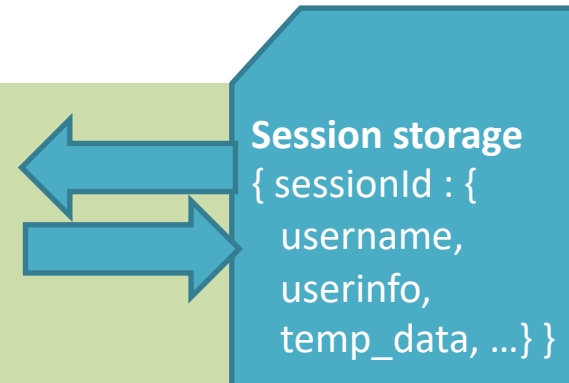 Session storage
{ sessionId : {
username,
userinfo,
temp_data, …} }